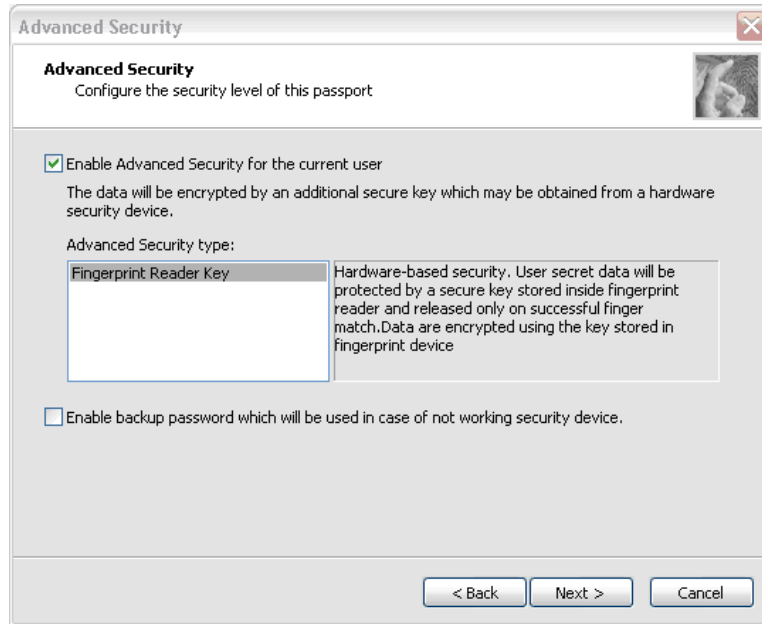 Advanced Security
Advanced Security
Configure the security level of this passport
Enable Advanced Security for the current user
The data will be encrypted by an additional secure key which may be obtained from a hardware
security device.
Advanced Security type:
Fingerprint Reader Key
Hardware-based security. User secret data will be
protected by a secure key stored inside fingerprint
reader and released only on successful finger
match.Data are encrypted using the key stored in
fingerprint device
Enable backup password which will be used in case of not working security device.
< Back
Next >
Cancel